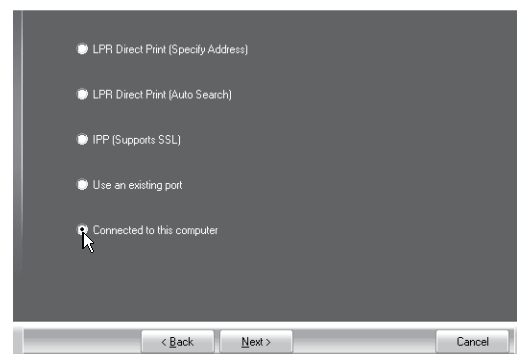 LPR Direct Print (Specify Address)
LPR Direct Print (Auto Search)
IPP (Supports SSL)
Use an existing port
Connected to this computer
< Back Next > Cancel